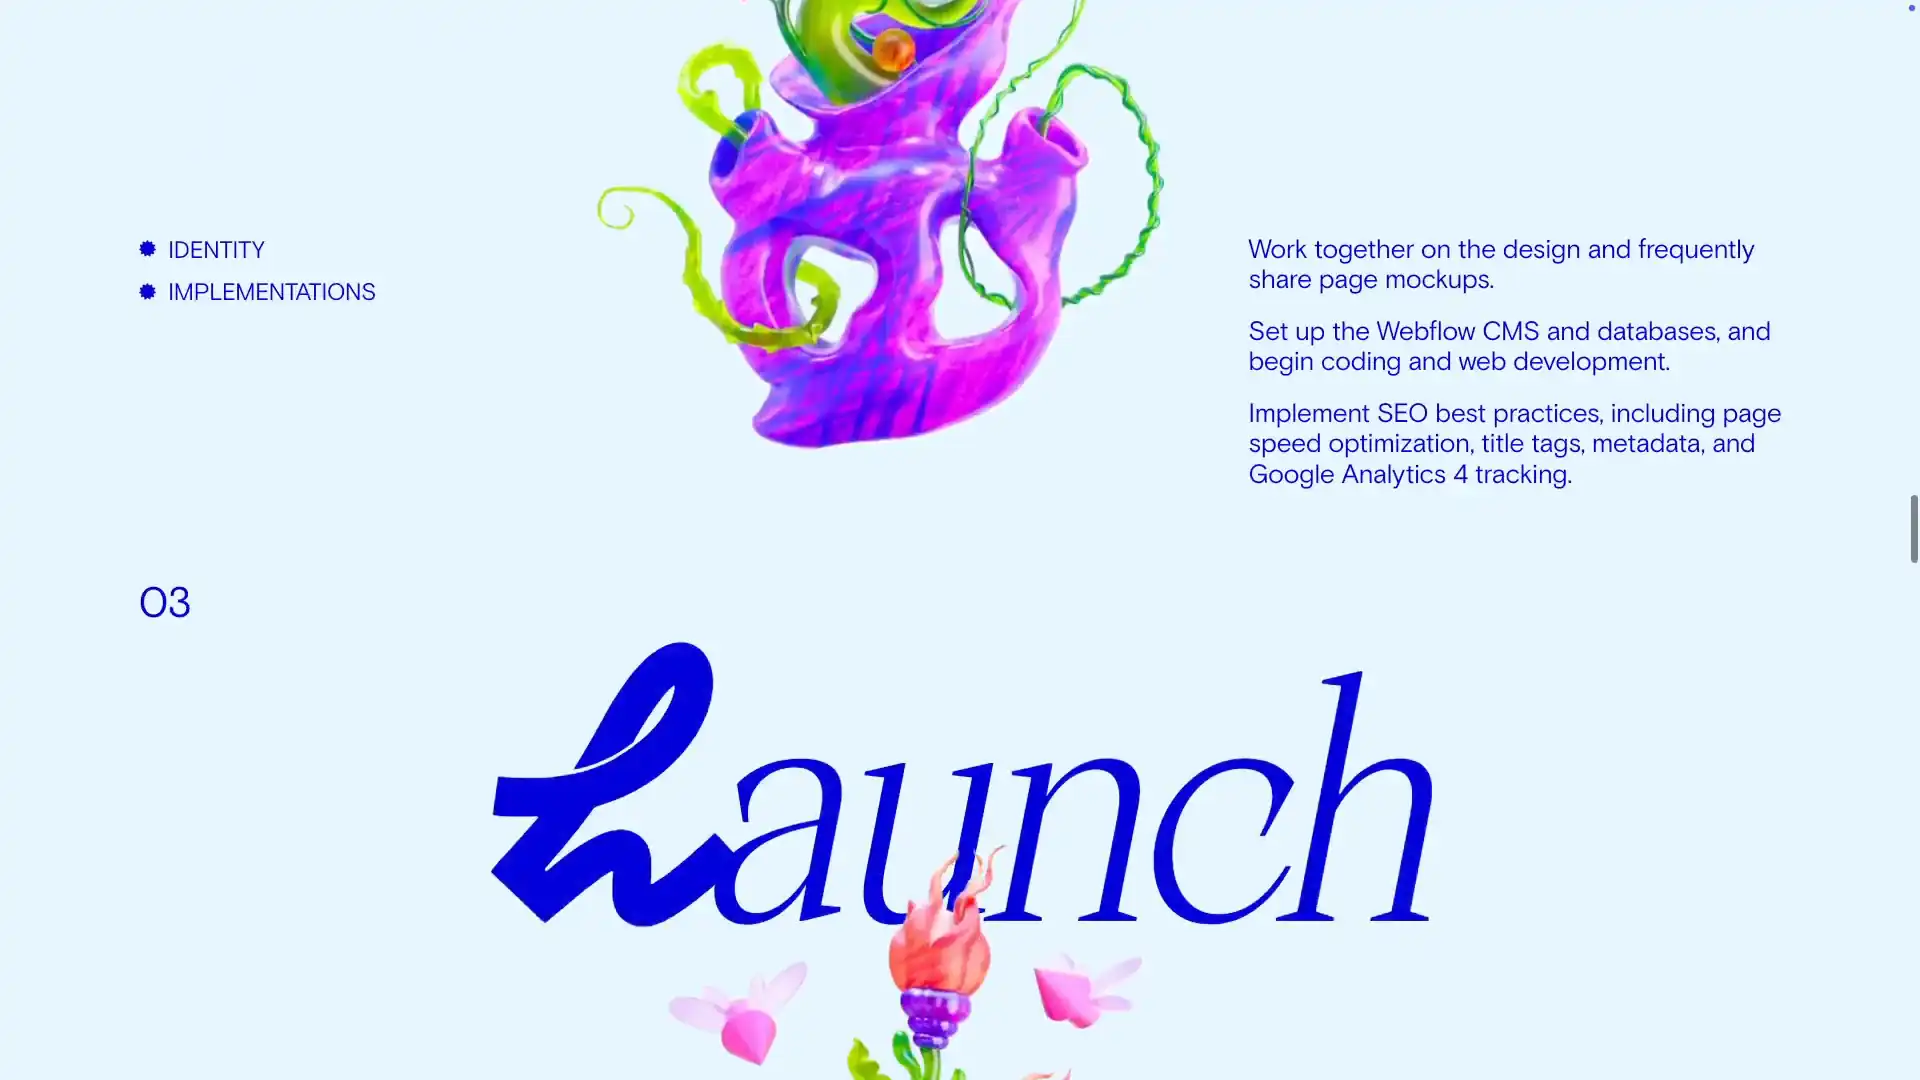 IDENTITY
IMPLEMENTATIONS
Work together on the design and frequently
share page mockups.
Set up the Webflow CMS and databases, and
begin coding and web development.
Implement SEO best practices, including page
speed optimization, title tags, metadata, and
Google Analytics 4 tracking.
03
Launch